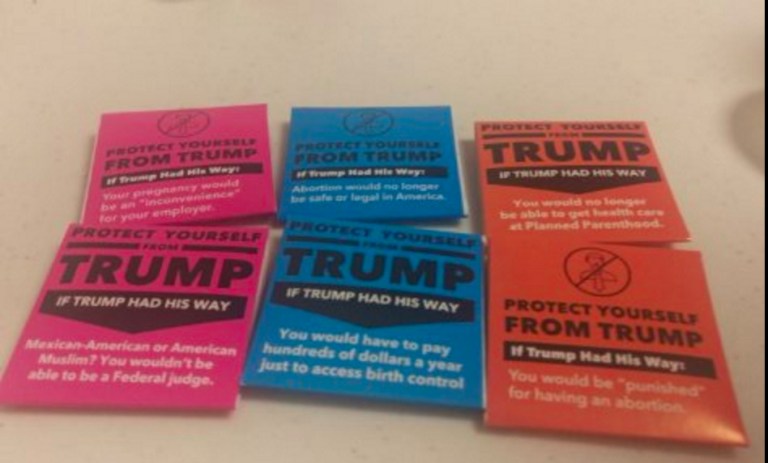 PROTECT YOURSELF
FROM TRUMP
If Trump Had His Way:
Your pregnancy would
be an "inconvenience"
for your employer.
PROTECT YOURSELF
FROM TRUMP
If Trump Had His Way:
Abortion would no longer
be safe or legal in America.
PROTECT YOURSELF
FROM
TRUMP
IF TRUMP HAD HIS WAY
You would no longer
be able to get health care
at Planned Parenthood.
PROTECT YOURSELF
FROM
TRUMP
IF TRUMP HAD HIS WAY
Mexican-American or American
Muslim? You wouldn't be
able to be a Federal judge.
PROTECT YOURSELF
FROM
TRUMP
IF TRUMP HAD HIS WAY
You would have to pay
hundreds of dollars a year
just to access birth control
PROTECT YOURSELF
FROM TRUMP
If Trump Had His Way:
You would be "punished"
for having an abortion.